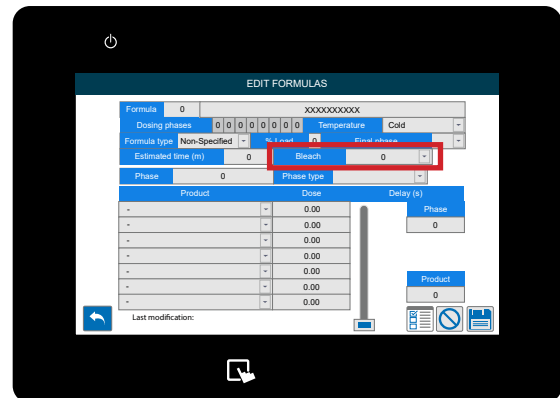 EDIT FORMULAS
Formula 0 XXXXXXXXXX
Dosing phases 0 0 0 0 0 0 0 0 Temperature Cold
Formula type Non-Specified % Load 0 Final phase
Estimated time (m) 0 Bleach 0
Phase 0 Phase type
Product Dose Delay (s)
- 0.00 Phase
- 0.00 0
- 0.00
- 0.00
- 0.00 Product
- 0.00 0
- 0.00
Last modification: